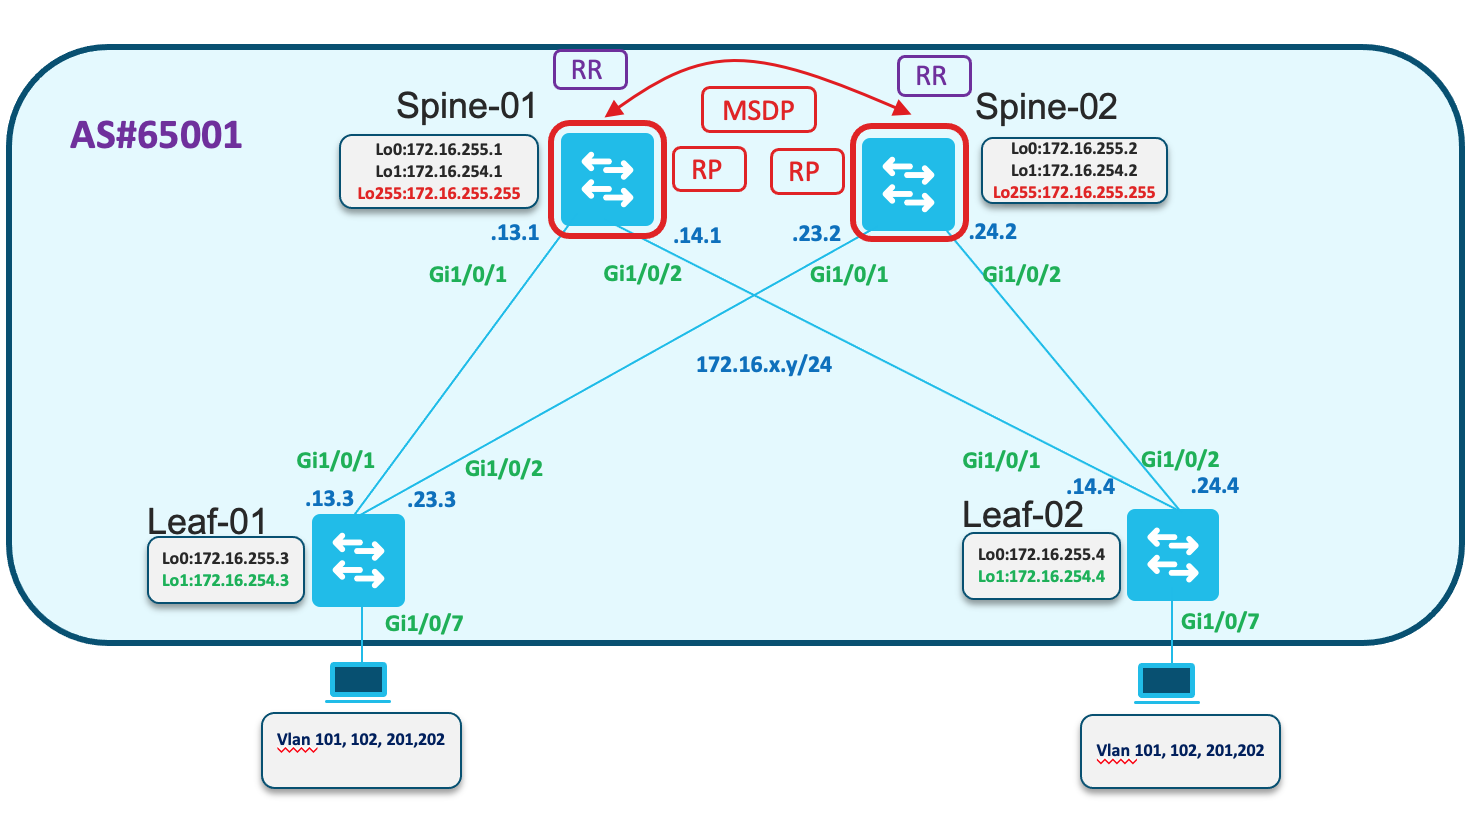 RR
RR
Spine-01
MSDP
Spine-02
AS#65001
Lo0:172.16.255.1
Lo1:172.16.254.1
Lo255:172.16.255.255
RP
RP
Lo0:172.16.255.2
Lo1:172.16.254.2
Lo255:172.16.255.255
.13.1
.14.1
.23.2
.24.2
Gi1/0/1
Gi1/0/2
Gi1/0/1
Gi1/0/2
172.16.x.y/24
Gi1/0/1
Gi1/0/2
Gi1/0/1
Gi1/0/2
.13.3
.23.3
.14.4
.24.4
Leaf-01
Leaf-02
Lo0:172.16.255.3
Lo1:172.16.254.3
Lo0:172.16.255.4
Lo1:172.16.254.4
Gi1/0/7
Gi1/0/7
Vlan 101, 102, 201,202
Vlan 101, 102, 201,202